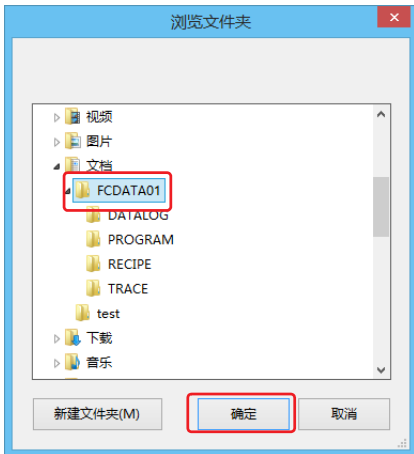 浏览文件夹
视频
图片
文档
FCDATA01
DATALOG
PROGRAM
RECIPE
TRACE
test
下载
音乐
新建文件夹(M)
确定
取消